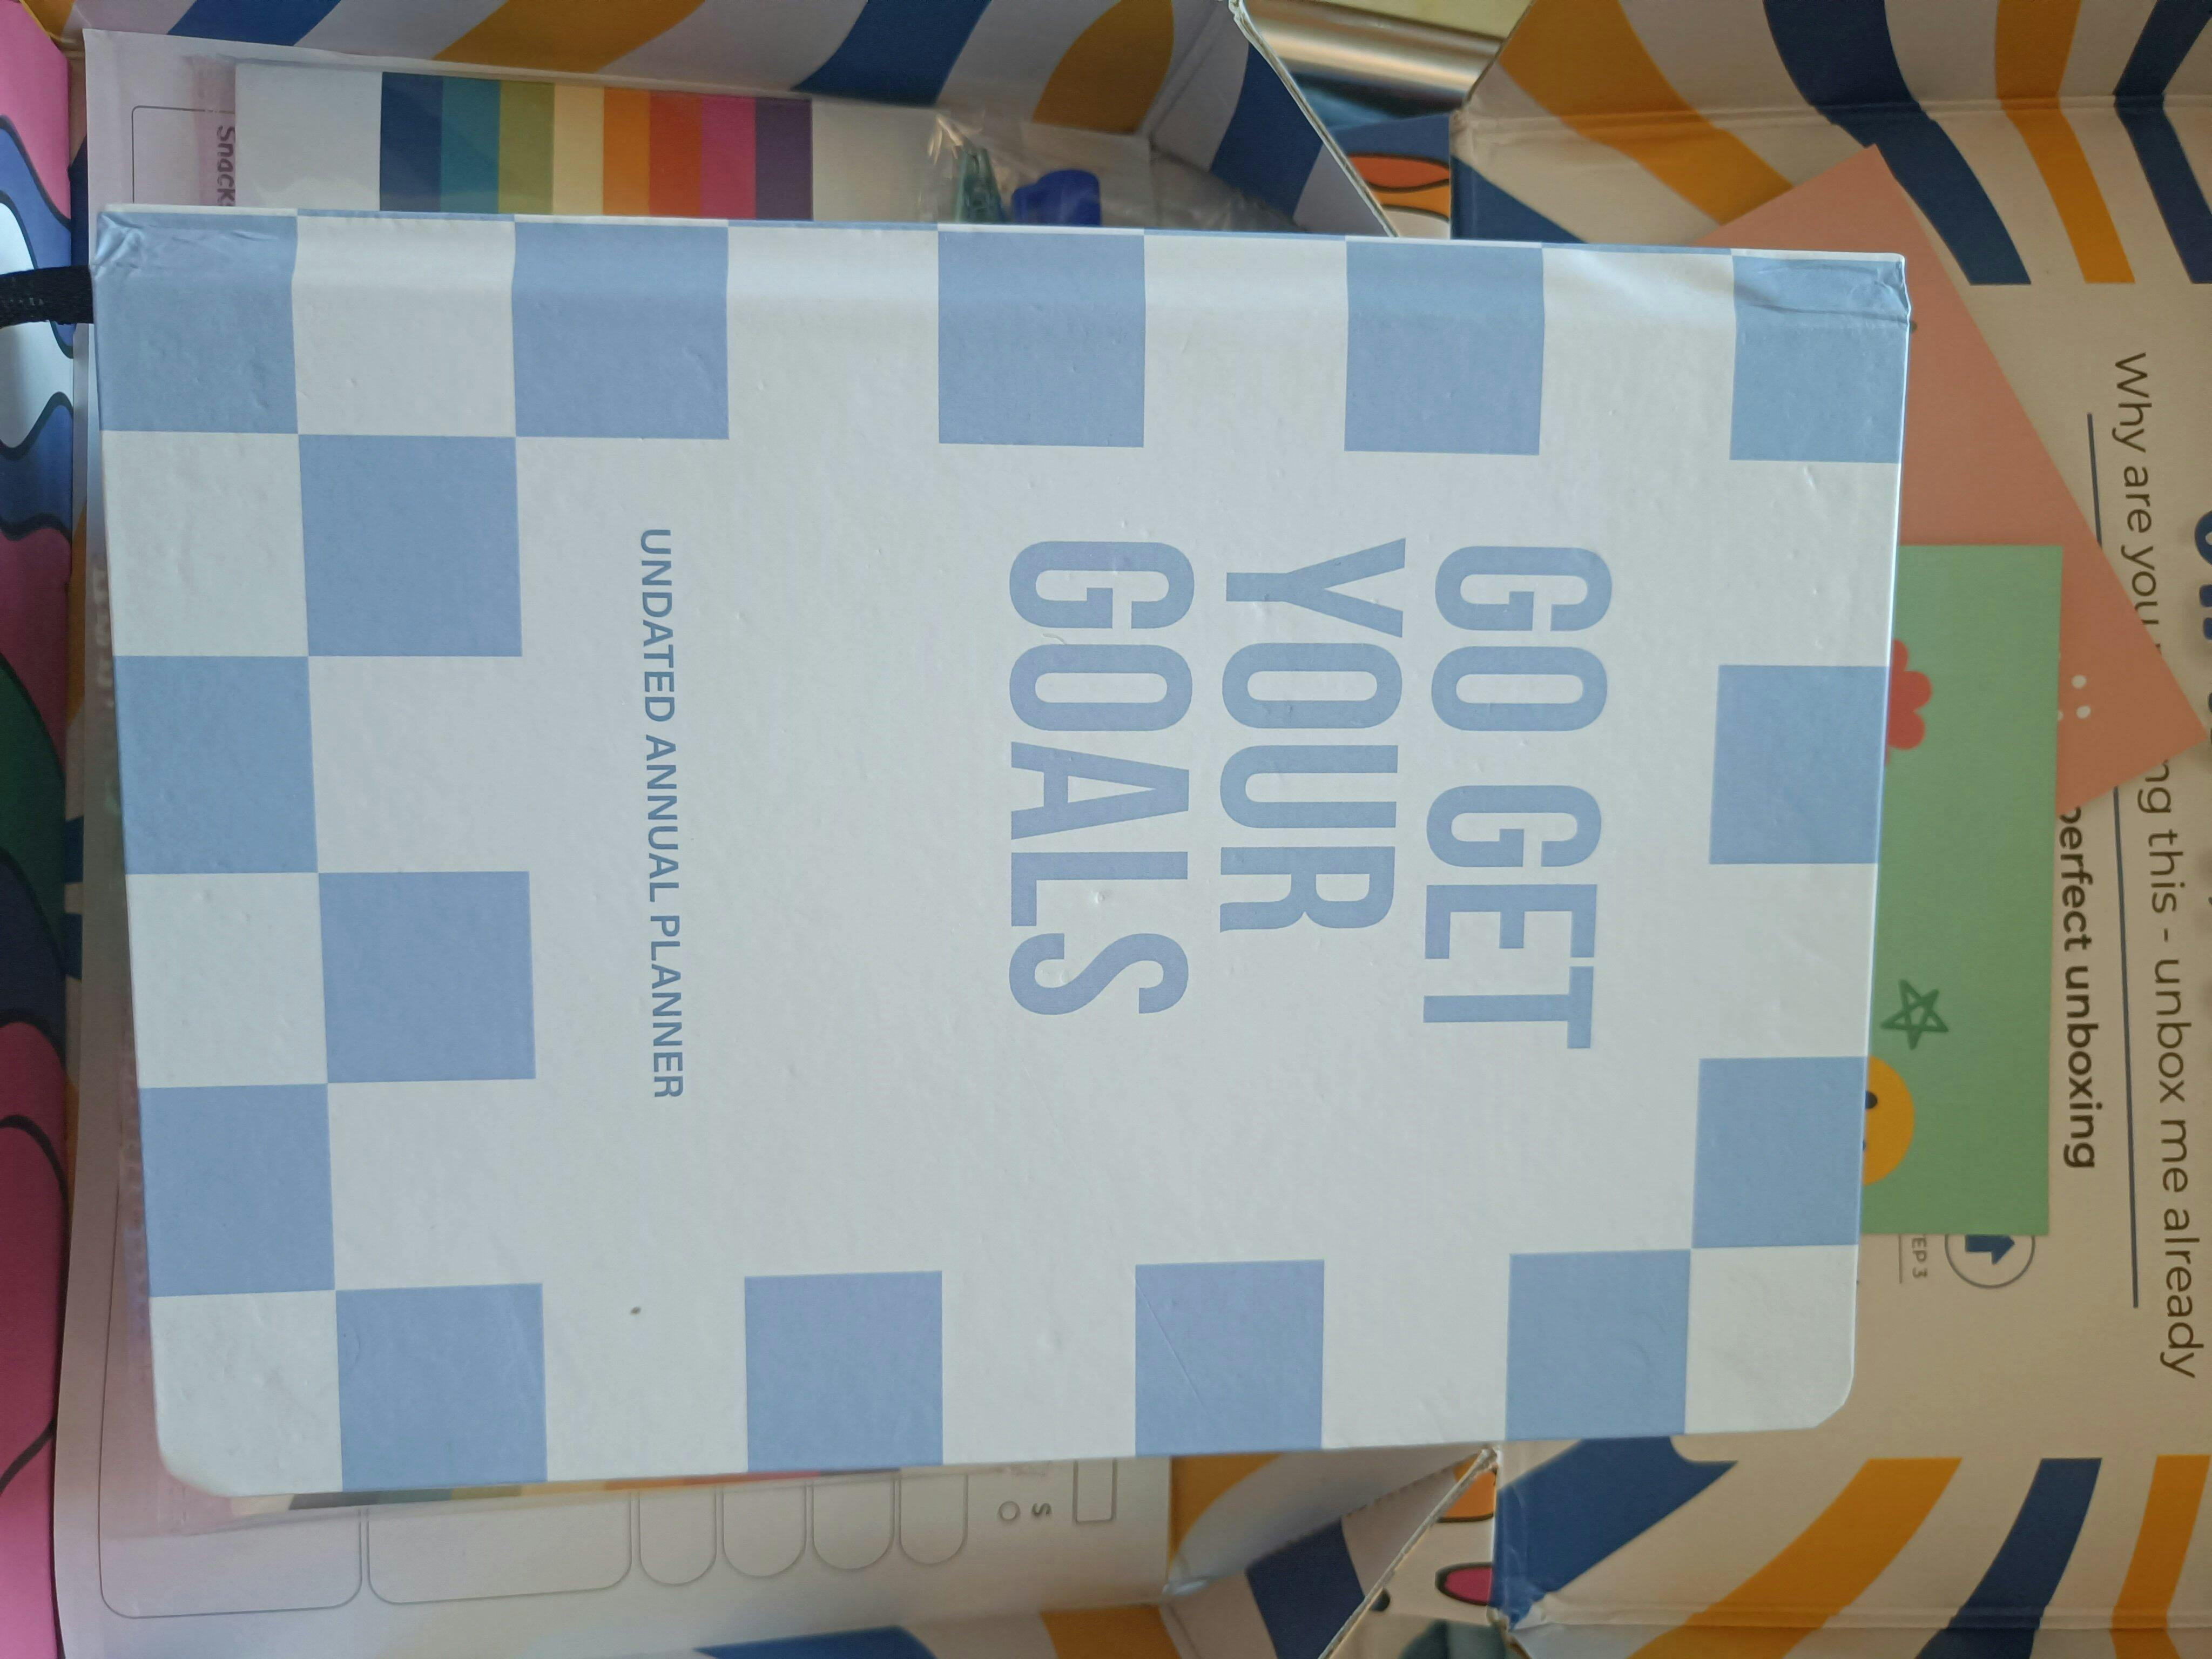 GO GET
YOUR
GOALS
UNDATED ANNUAL PLANNER
Why are you
ng this - unbox me already
perfect unboxing
EP 3
Snack
S